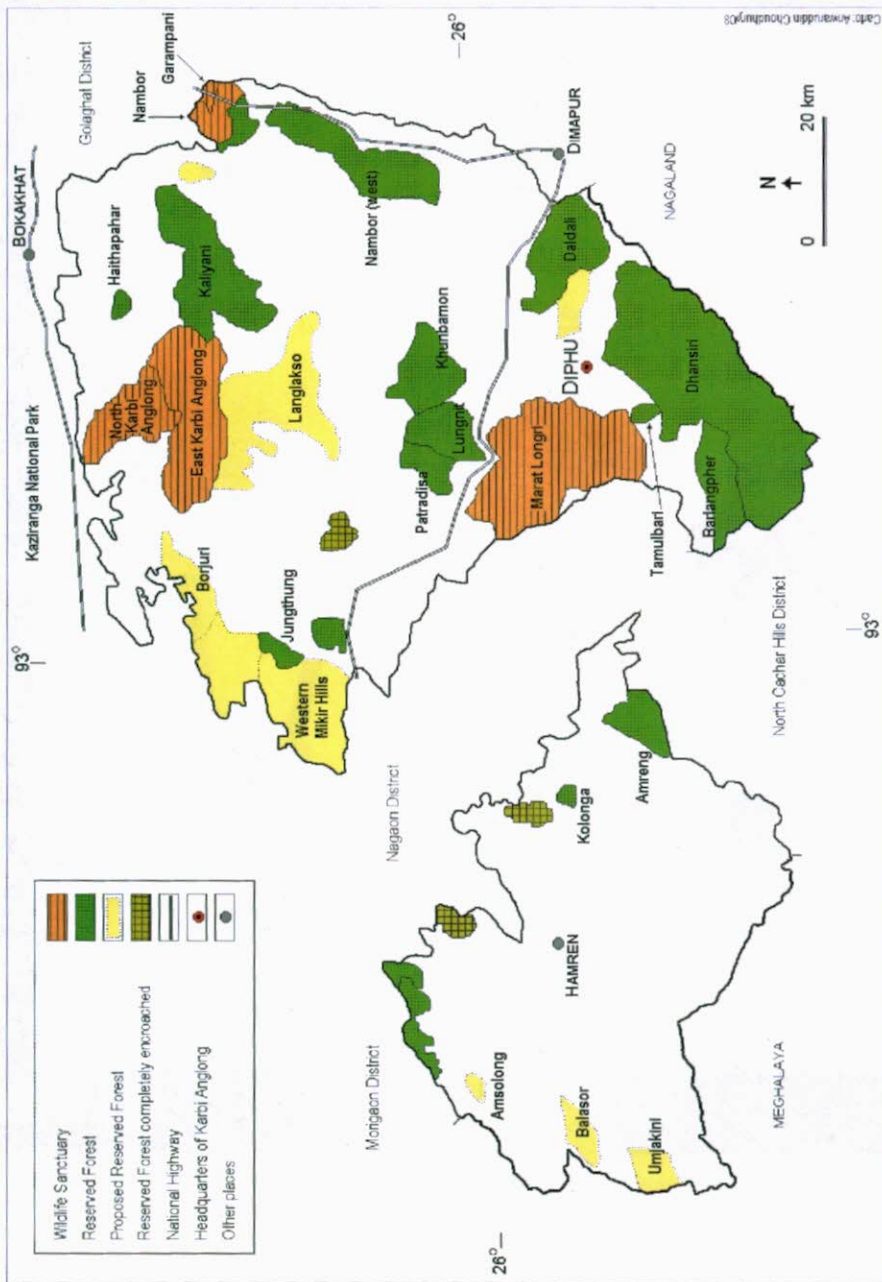 Wildlife Sanctuary
Reserved Forest
Proposed Reserved Forest
Reserved Forest completely encroached
National Highway
Headquarters of Karbi Anglong
Other places
93°
Kaziranga National Park
BOKAKHAT
Golaghat District
Nambor
Garampani
26°
Haithapahar
Kaliyani
North
Karbi
Anglong
East Karbi Anglong
Langlakso
Borjuri
Jungthung
Western
Mikir Hills
Nambor (west)
Khunbamon
Lungnit
Patradisa
DIMAPUR
Daldali
NAGALAND
DIPHU
Marat Longri
Dhansiri
Tamulbari
Barlangpher
Nagaon District
Morigaon District
Amsolong
Balasor
Umjakini
HAMREN
Kolonga
Amreng
North Cachar Hills District
MEGHALAYA
26°
93°
N
0 20 km
Carto: Anwaruddin Choudhury/08